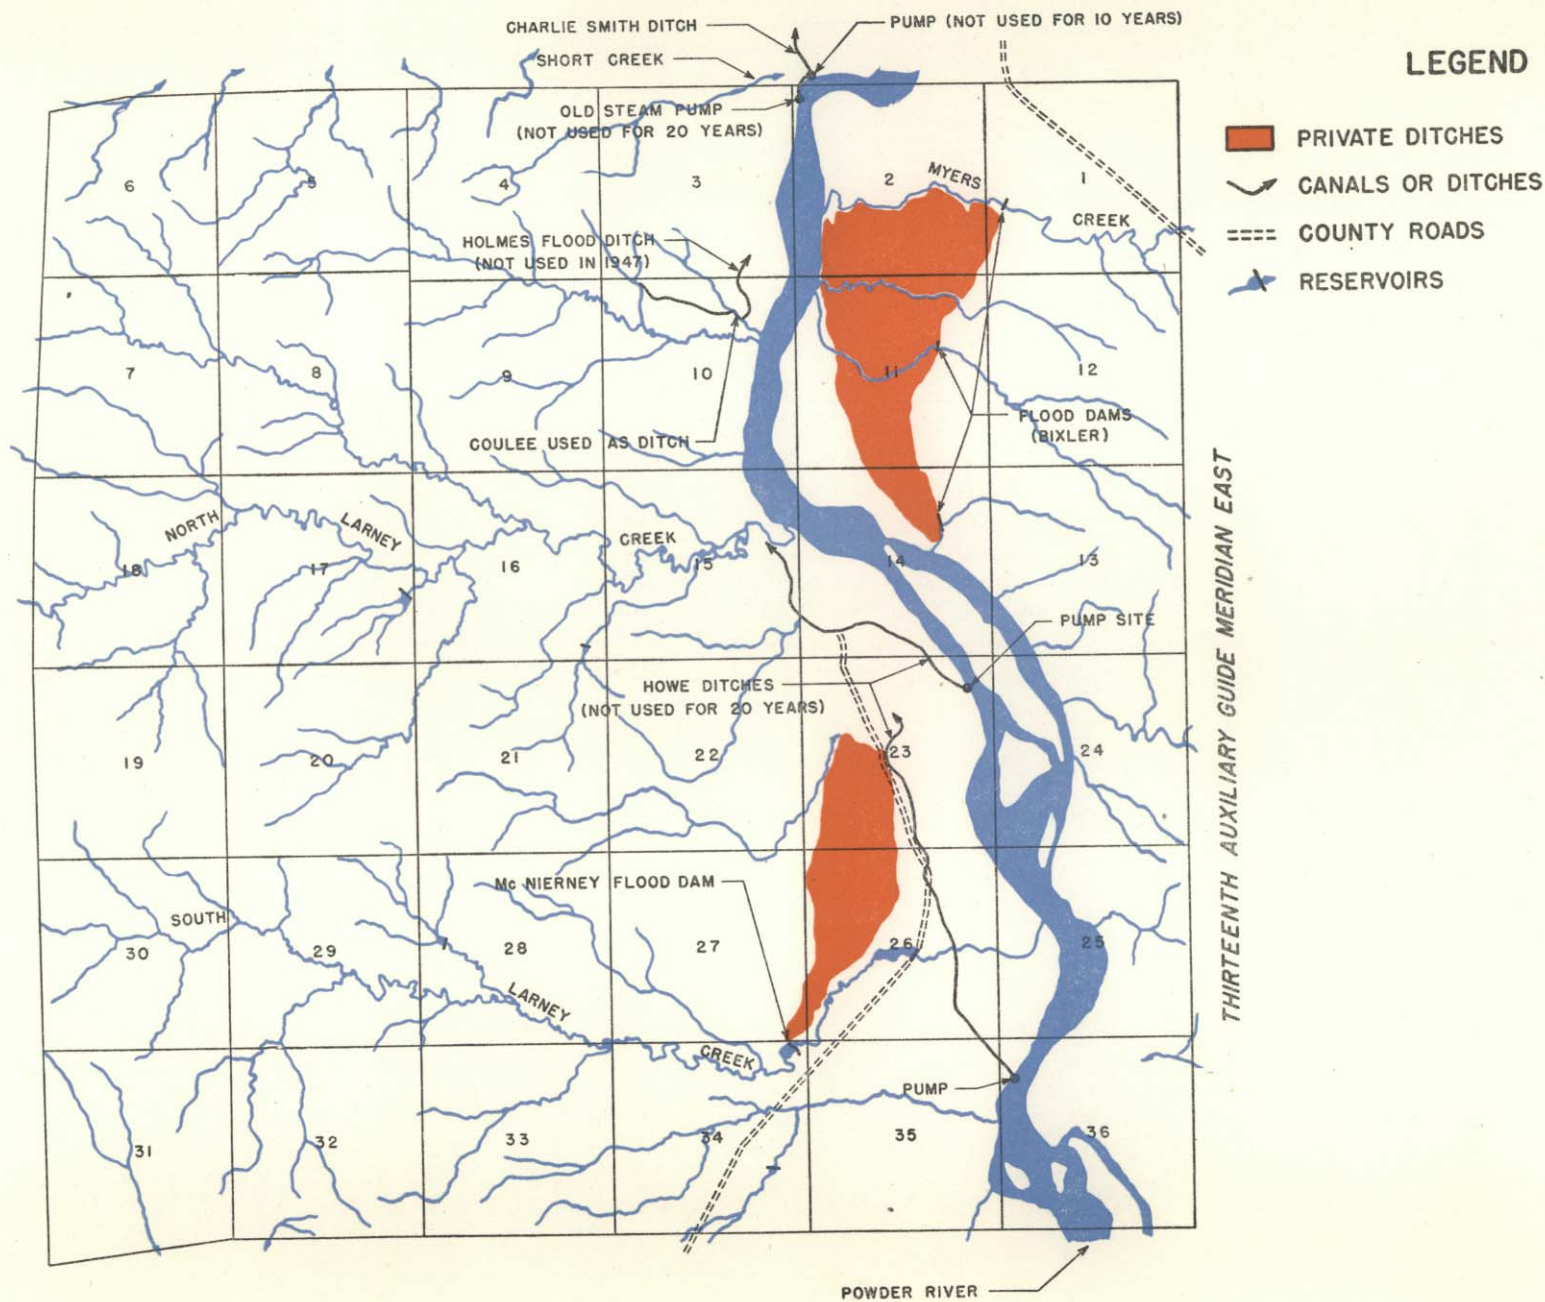 CHARLIE SMITH DITCH
PUMP (NOT USED FOR 10 YEARS)
SHORT CREEK
OLD STEAM PUMP
(NOT USED FOR 20 YEARS)
LEGEND
PRIVATE DITCHES
CANALS OR DITCHES
COUNTY ROADS
RESERVOIRS
6
5
4
3
2
1
MYERS
CREEK
HOLMES FLOOD DITCH
(NOT USED IN 1947)
7
8
9
10
11
12
COULEE USED AS DITCH
FLOOD DAMS
(BIXLER)
NORTH
LARNEY
CREEK
18
17
16
15
14
13
PUMP SITE
HOWE DITCHES
(NOT USED FOR 20 YEARS)
19
20
21
22
23
24
THIRTEENTH AUXILIARY GUIDE MERIDIAN EAST
Mc NIERNEY FLOOD DAM
SOUTH
30
29
28
27
26
25
LARNEY
CREEK
PUMP
31
32
33
34
35
36
POWDER RIVER